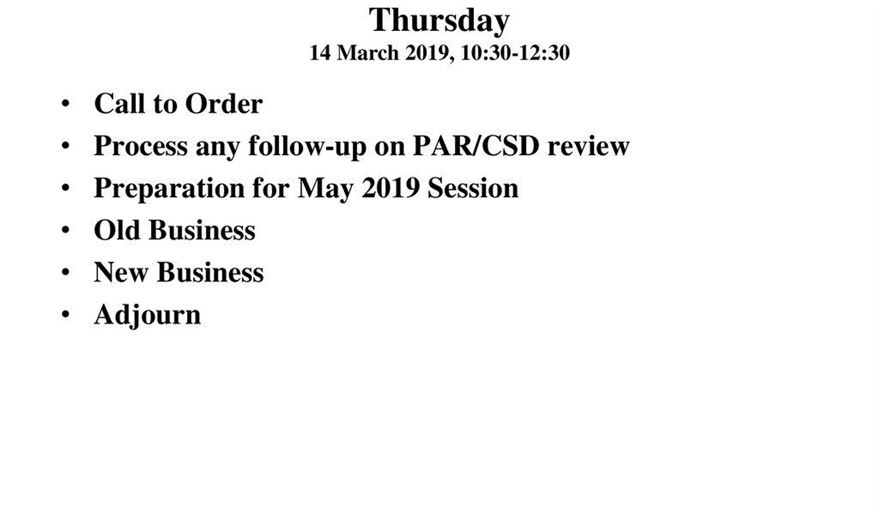 Thursday
14 March 2019, 10:30-12:30
• Call to Order
• Process any follow-up on PAR/CSD review
• Preparation for May 2019 Session
• Old Business
• New Business
• Adjourn